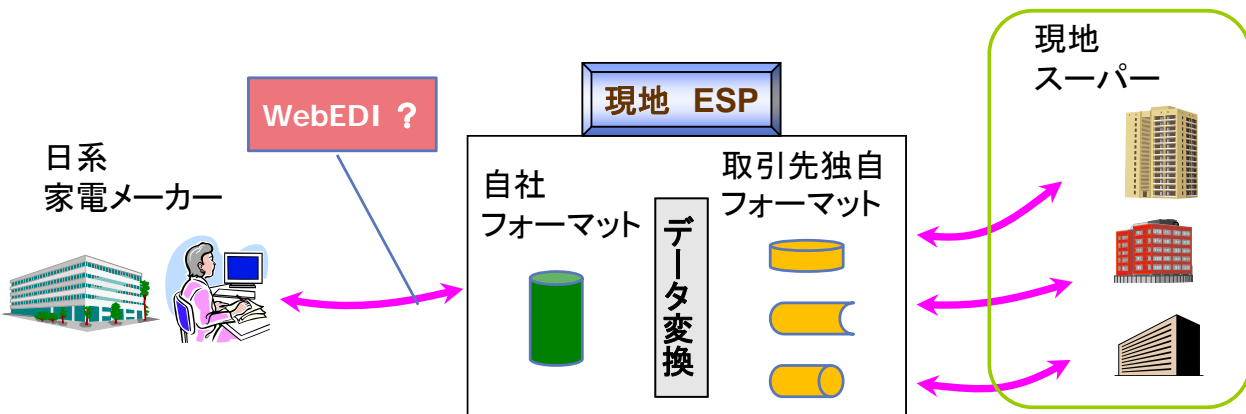 日系
家電メーカー
WebEDI ?
現地 ESP
自社
フォーマット
データ変換
取引先独自
フォーマット
現地
スーパー